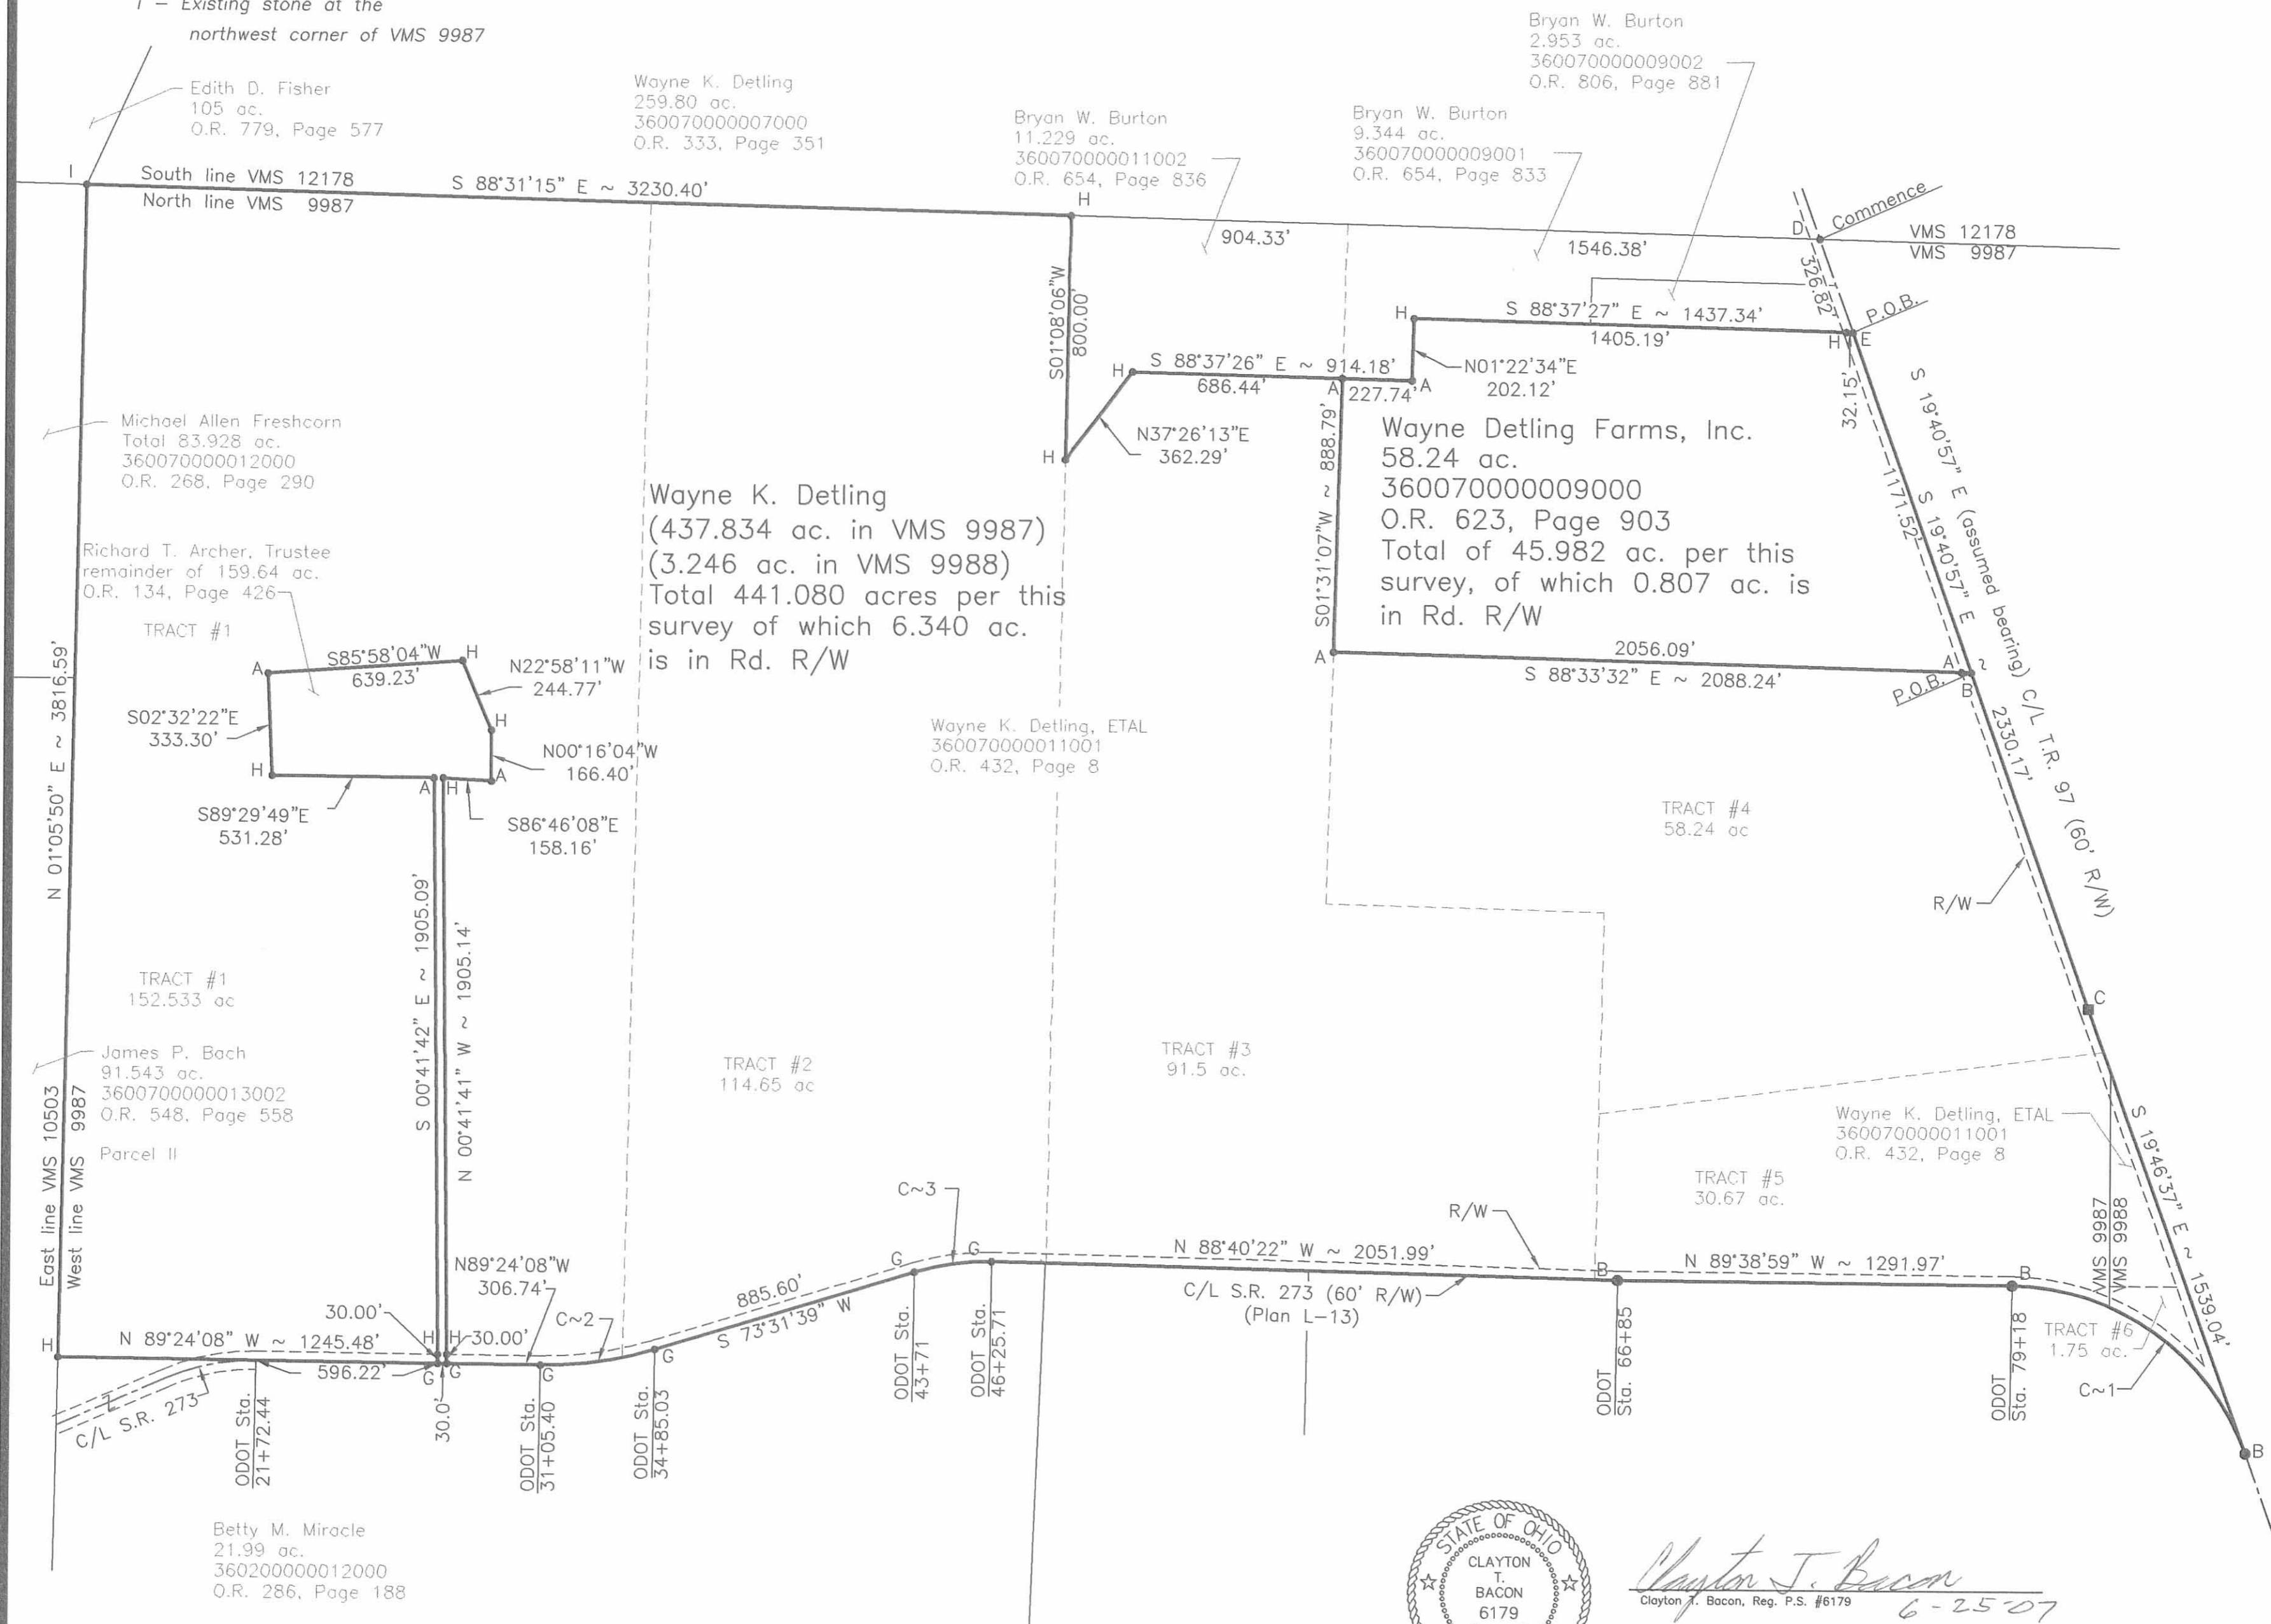 I – Existing stone at the
northwest corner of VMS 9987
Edith D. Fisher
105 ac.
O.R. 779, Page 577
Wayne K. Detling
259.80 ac.
360070000007000
O.R. 333, Page 351
Bryan W. Burton
11.229 ac.
360070000011002
O.R. 654, Page 836
Bryan W. Burton
9.344 ac.
360070000009001
O.R. 654, Page 833
Bryan W. Burton
2.953 ac.
360070000009002
O.R. 806, Page 881
I
South line VMS 12178
North line VMS 9987
S 88°31'15" E ~ 3230.40'
H
904.33'
1546.38'
D
Commence
VMS 12178
VMS 9987
326.82'
P.O.B.
S01°08'06"W
800.00'
H
S 88°37'27" E ~ 1437.34'
1405.19'
H
E
32.15'
H
S 88°37'26" E ~ 914.18'
686.44'
A
227.74'
A
N01°22'34"E
202.12'
N37°26'13"E
362.29'
H
S01°31'07"W ~ 888.79'
Wayne Detling Farms, Inc.
58.24 ac.
360070000009000
O.R. 623, Page 903
Total of 45.982 ac. per this
survey, of which 0.807 ac. is
in Rd. R/W
1171.52'
S 19°40'57" E
S 19°40'57" E (assumed bearing) C/L T.R. 97 (60' R/W)
~ 2330.17'
A
2056.09'
S 88°33'32" E ~ 2088.24'
A
B
P.O.B.
Michael Allen Freshcorn
Total 83.928 ac.
360070000012000
O.R. 268, Page 290
Wayne K. Detling
(437.834 ac. in VMS 9987)
(3.246 ac. in VMS 9988)
Total 441.080 acres per this
survey of which 6.340 ac.
is in Rd. R/W
Richard T. Archer, Trustee
remainder of 159.64 ac.
O.R. 134, Page 426
TRACT #1
N 01°05'50" E ~ 3816.59'
A
S85°58'04"W
639.23'
H
N22°58'11"W
244.77'
S02°32'22"E
333.30'
H
N00°16'04"W
166.40'
H
A
H
A
S89°29'49"E
531.28'
S86°46'08"E
158.16'
Wayne K. Detling, ETAL
360070000011001
O.R. 432, Page 8
TRACT #4
58.24 ac
R/W
C
S 00°41'42" E ~ 1905.09'
N 00°41'41" W ~ 1905.14'
TRACT #1
152.533 ac
James P. Bach
91.543 ac.
3600700000013002
O.R. 548, Page 558
Parcel II
East line VMS 10503
West line VMS 9987
TRACT #2
114.65 ac
TRACT #3
91.5 ac.
Wayne K. Detling, ETAL
360070000011001
O.R. 432, Page 8
TRACT #5
30.67 ac.
VMS 9987
VMS 9988
S 19°46'37" E ~ 1539.04'
C~3
R/W
G
G
N 88°40'22" W ~ 2051.99'
C/L S.R. 273 (60' R/W)
(Plan L-13)
B
N 89°38'59" W ~ 1291.97'
B
N89°24'08"W
306.74'
C~2
885.60'
S 73°31'39" W
30.00'
H
N 89°24'08" W ~ 1245.48'
H
H
30.00'
596.22'
G
G
G
G
30.0'
C/L S.R. 273
ODOT Sta.
21+72.44
ODOT Sta.
31+05.40
ODOT Sta.
34+85.03
ODOT Sta.
43+71
ODOT Sta.
46+25.71
ODOT
Sta. 66+85
ODOT
Sta. 79+18
TRACT #6
1.75 ac.
C~1
B
Betty M. Miracle
21.99 ac.
360200000012000
O.R. 286, Page 188
STATE OF OHIO
CLAYTON
T.
BACON
6179
Clayton T. Bacon
Clayton T. Bacon, Reg. P.S. #6179
6-25-07